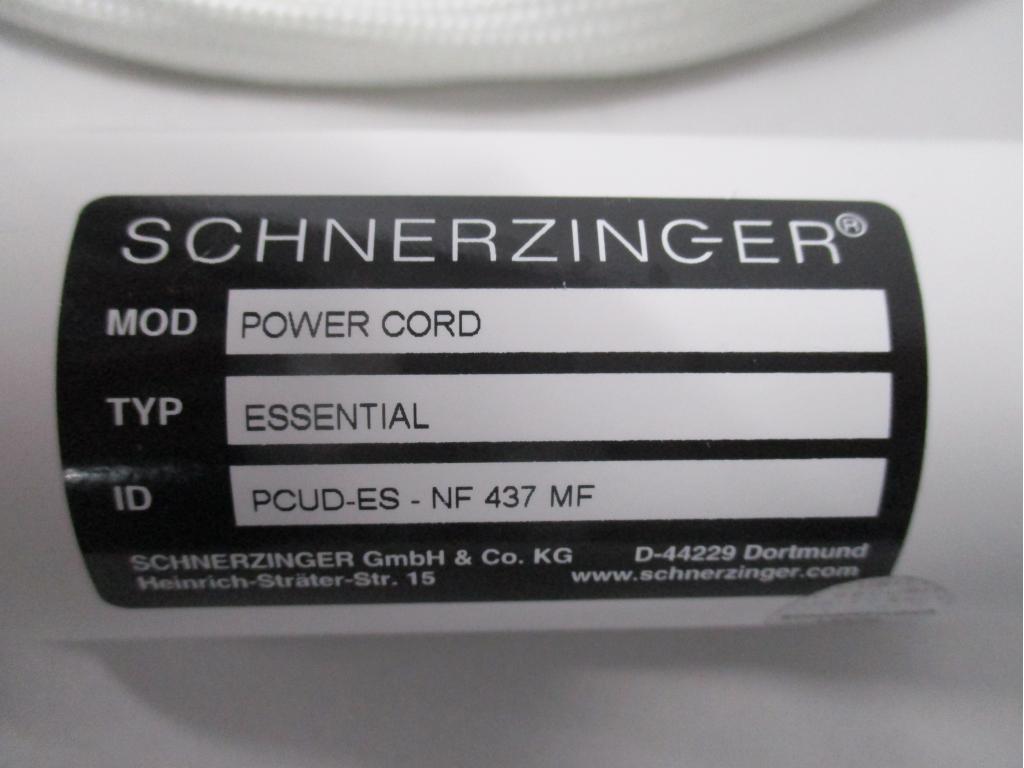 SCHNERZINGER®
MOD POWER CORD
TYP ESSENTIAL
ID PCUD-ES - NF 437 MF
SCHNERZINGER GmbH & Co. KG D-44229 Dortmund
Heinrich-Sträter-Str. 15 www.schnerzinger.com